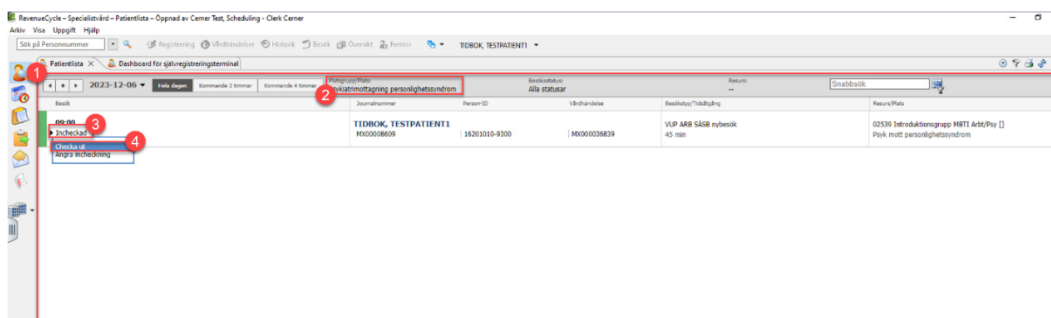 RevenueCycle – Specialistvård – Patientlista – Öppnad av Cerner Test, Scheduling - Clerk Cerner
Arkiv Visa Uppgift Hjälp
Sök på Personnummer Registrering Vårdhändelse Historik Besök Översikt Remiss TIDBOK, TESTPATIENT1
Patientlista Dashboard för självregistreringsterminal
1
2023-12-06 Hela dagen Kommande 2 timmar Kommande 4 timmar
Platsgrupp/Plats: Besöksstatus: Resurs:
Psykiatrimottagning personlighetssyndrom Alla statusar -- Snabbsök
2
Besök Journalnummer Person-ID Vårdhändelse Besökstyp/Tidsåtgång Resurs/Plats
09:00 TIDBOK, TESTPATIENT1 VUP ARB SÄSB nybesök 02539 Introduktionsgrupp MBTI Arbt/Psy []
Incheckad 3 MX00008609 16201010-9300 MX000036839 45 min Psyk mott personlighetssyndrom
Checka ut 4
Ångra incheckning